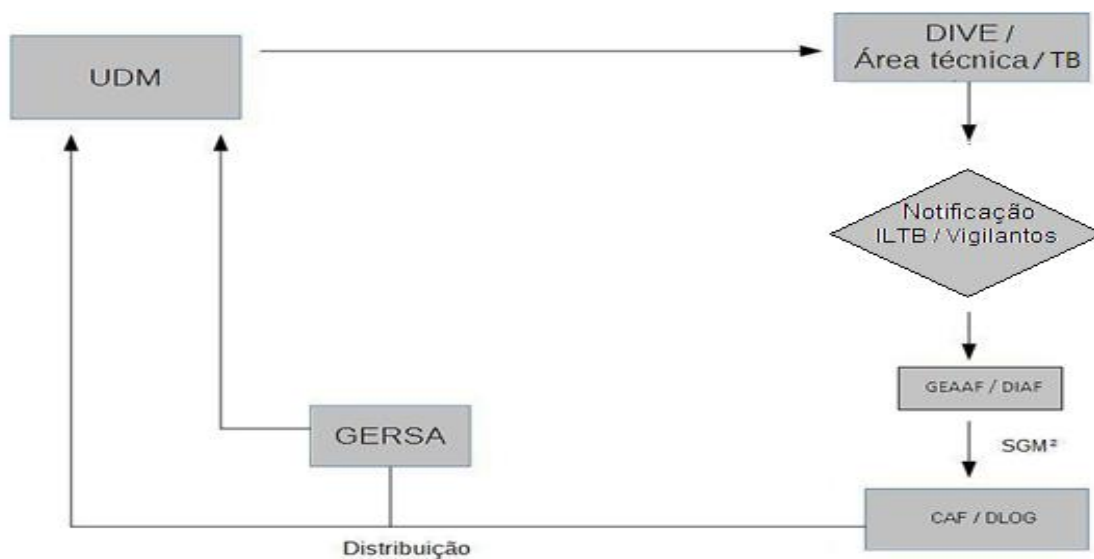 UDM
DIVE /
Área técnica / TB
Notificação
ILTB / Vigilantos
GEAAF / DIAF
SGM²
GERSA
CAF / DLOG
Distribuição